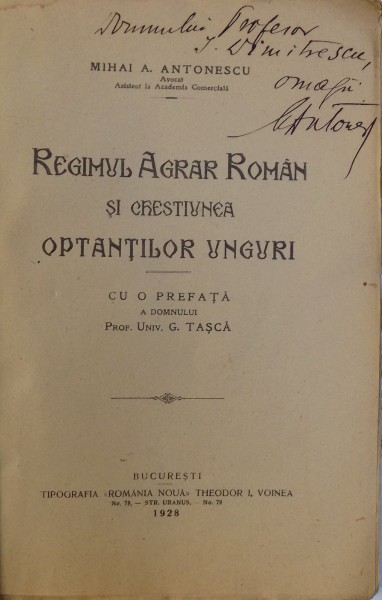 Domnului Profesor
I. Dimitrescu,
omagii
MIHAI A. ANTONESCU
Avocat
Asistent la Academia Comercială
REGIMUL AGRAR ROMÂN
ȘI CHESTIUNEA
OPTANȚILOR UNGURI
CU O PREFAȚĂ
A DOMNULUI
PROF. UNIV. G. TAȘCĂ
BUCUREȘTI
TIPOGRAFIA «ROMÂNIA NOUĂ» THEODOR I, VOINEA
No. 78, — STR. URANUS, No. 79
1928